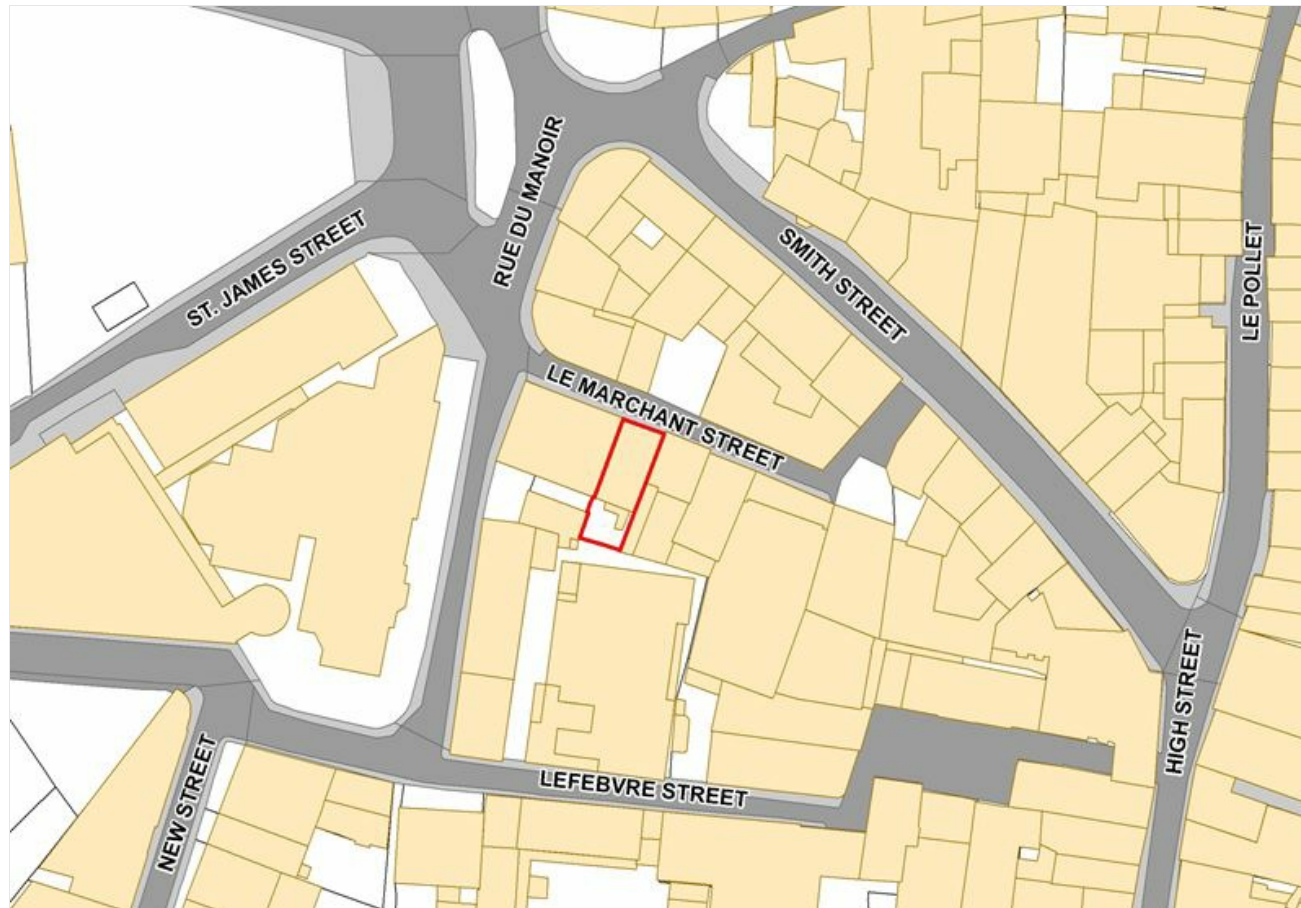 RUE DU MANOIR
ST. JAMES STREET
SMITH STREET
LE POLLET
LE MARCHANT STREET
HIGH STREET
LEFEBVRE STREET
NEW STREET